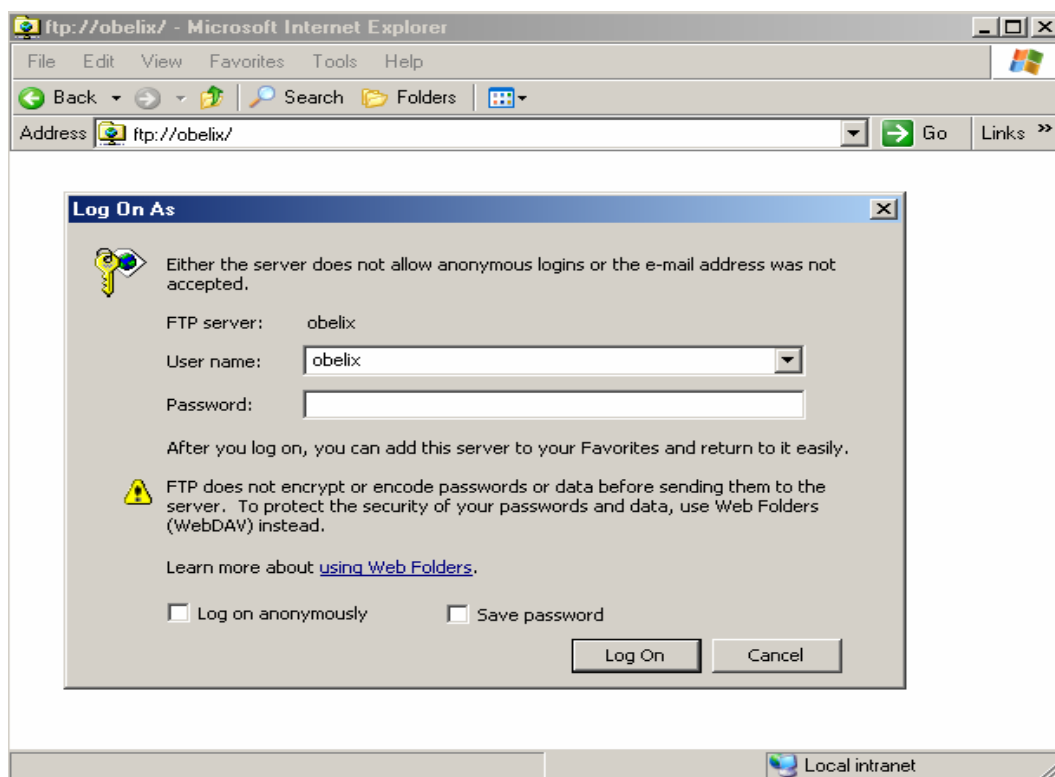 ftp://obelix/ - Microsoft Internet Explorer
File Edit View Favorites Tools Help
Back Search Folders
Address ftp://obelix/ Go Links »
Log On As
Either the server does not allow anonymous logins or the e-mail address was not
accepted.
FTP server: obelix
User name: obelix
Password:
After you log on, you can add this server to your Favorites and return to it easily.
FTP does not encrypt or encode passwords or data before sending them to the
server. To protect the security of your passwords and data, use Web Folders
(WebDAV) instead.
Learn more about using Web Folders.
Log on anonymously Save password
Log On Cancel
Local intranet